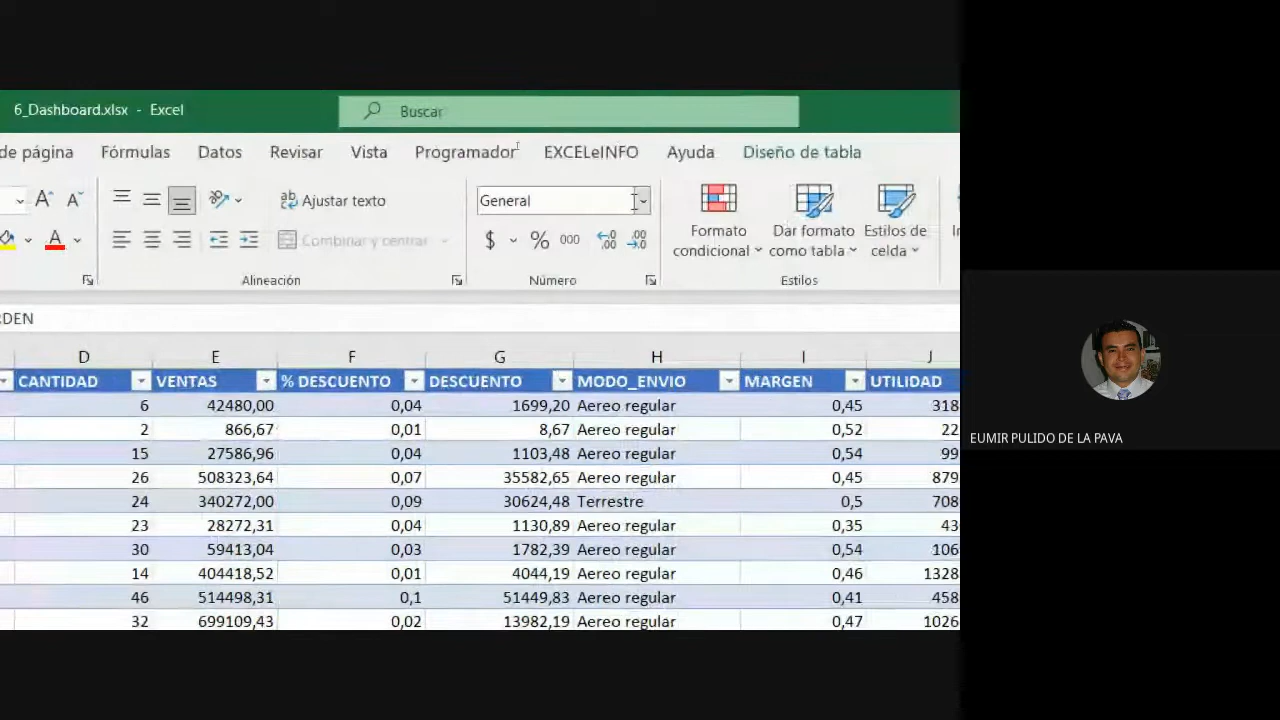 6_Dashboard.xlsx - Excel
Buscar
de página Fórmulas Datos Revisar Vista Programador EXCELeINFO Ayuda Diseño de tabla
Ajustar texto
General
Formato condicional
Dar formato como tabla
Estilos de celda
Combinar y centrar
$ % 000
Alineación
Número
Estilos
D E F G H I J
CANTIDAD VENTAS % DESCUENTO DESCUENTO MODO_ENVIO MARGEN UTILIDAD
6 42480,00 0,04 1699,20 Aereo regular 0,45 318
2 866,67 0,01 8,67 Aereo regular 0,52 22
15 27586,96 0,04 1103,48 Aereo regular 0,54 99
26 508323,64 0,07 35582,65 Aereo regular 0,45 879
24 340272,00 0,09 30624,48 Terrestre 0,5 708
23 28272,31 0,04 1130,89 Aereo regular 0,35 43
30 59413,04 0,03 1782,39 Aereo regular 0,54 106
14 404418,52 0,01 4044,19 Aereo regular 0,46 1328
46 514498,31 0,1 51449,83 Aereo regular 0,41 458
32 699109,43 0,02 13982,19 Aereo regular 0,47 1026
EUMIR PULIDO DE LA PAVA